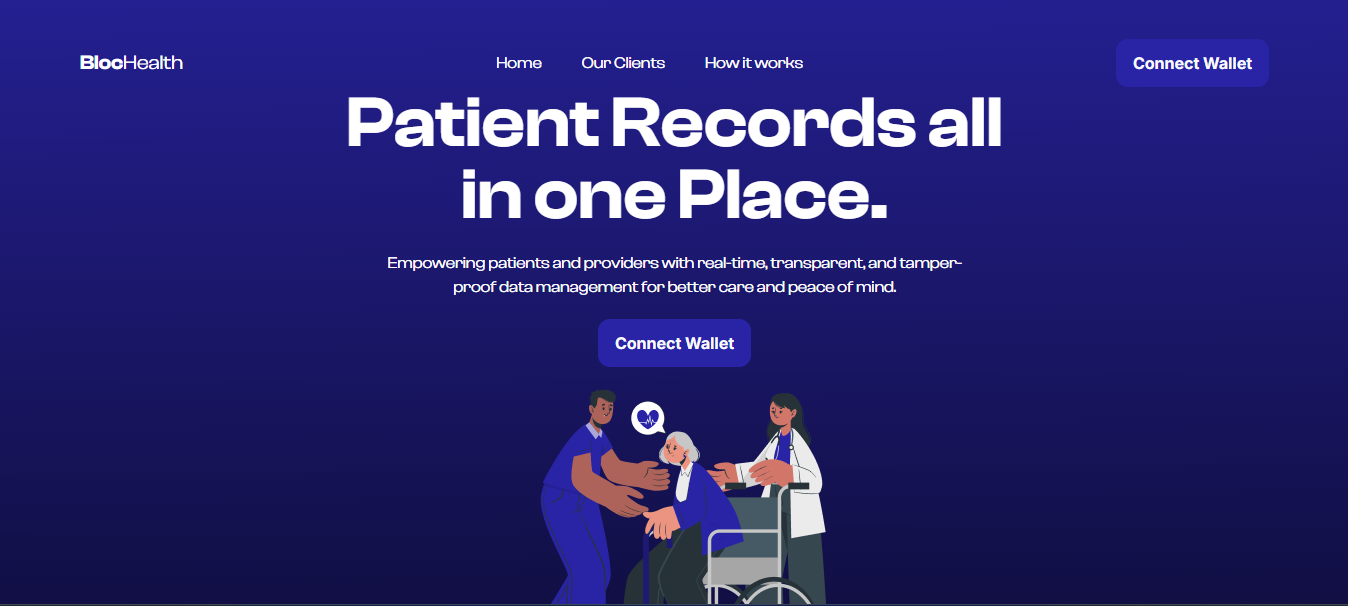 BlocHealth
Home
Our Clients
How it works
Connect Wallet
Patient Records all
in one Place.
Empowering patients and providers with real-time, transparent, and tamper-
proof data management for better care and peace of mind.
Connect Wallet